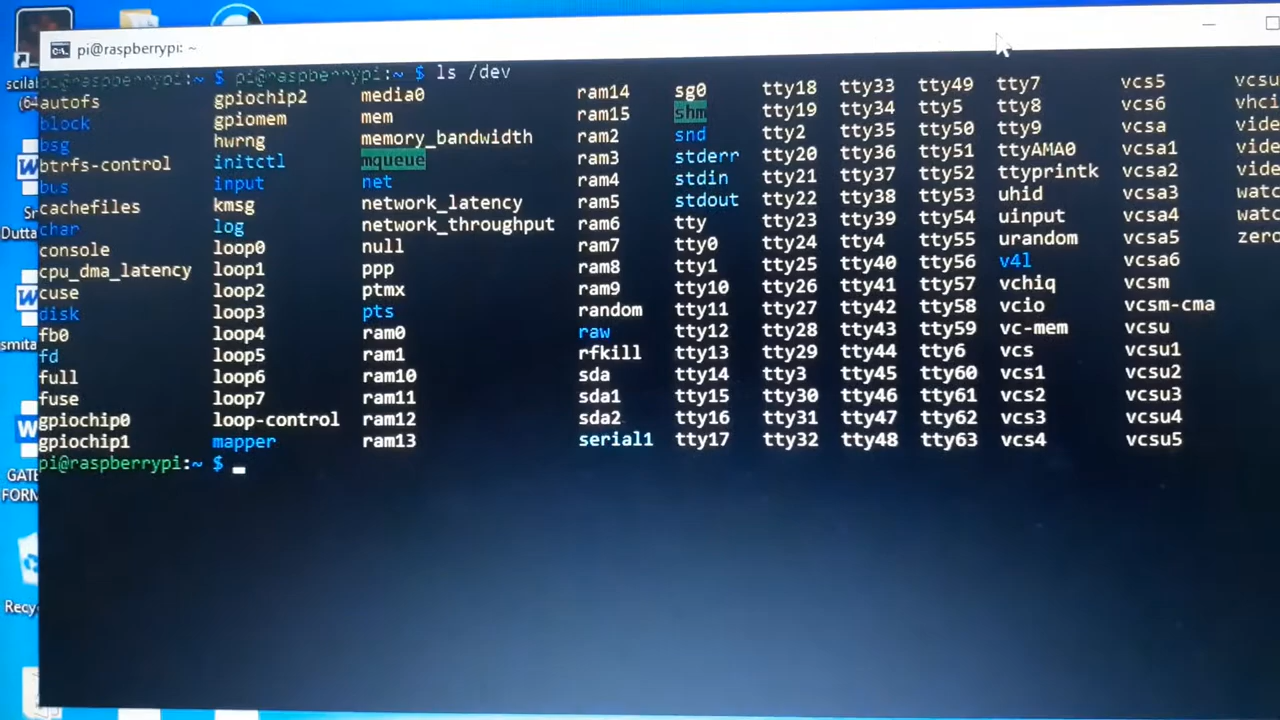 pi@raspberrypi: ~
pi@raspberrypi:~ $ pi@raspberrypi:~ $ ls /dev
autofs gpiochip2 media0 ram14 sg0 tty18 tty33 tty49 tty7 vcs5
block gpiomem mem ram15 shm tty19 tty34 tty5 tty8 vcs6
bsg hwrng memory_bandwidth ram2 snd tty2 tty35 tty50 tty9 vcsa
btrfs-control initctl mqueue ram3 stderr tty20 tty36 tty51 ttyAMA0 vcsa1
bus input net ram4 stdin tty21 tty37 tty52 ttyprintk vcsa2
cachefiles kmsg network_latency ram5 stdout tty22 tty38 tty53 uhid vcsa3
char log network_throughput ram6 tty tty23 tty39 tty54 uinput vcsa4
console loop0 null ram7 tty0 tty24 tty4 tty55 urandom vcsa5
cpu_dma_latency loop1 ppp ram8 tty1 tty25 tty40 tty56 v4l vcsa6
cuse loop2 ptmx ram9 tty10 tty26 tty41 tty57 vchiq vcsm
disk loop3 pts random tty11 tty27 tty42 tty58 vcio vcsm-cma
fb0 loop4 ram0 raw tty12 tty28 tty43 tty59 vc-mem vcsu
fd loop5 ram1 rfkill tty13 tty29 tty44 tty6 vcs vcsu1
full loop6 ram10 sda tty14 tty3 tty45 tty60 vcs1 vcsu2
fuse loop7 ram11 sda1 tty15 tty30 tty46 tty61 vcs2 vcsu3
gpiochip0 loop-control ram12 sda2 tty16 tty31 tty47 tty62 vcs3 vcsu4
gpiochip1 mapper ram13 serial1 tty17 tty32 tty48 tty63 vcs4 vcsu5
pi@raspberrypi:~ $
scilab
(64
Dutta
smita
GATE
FORM